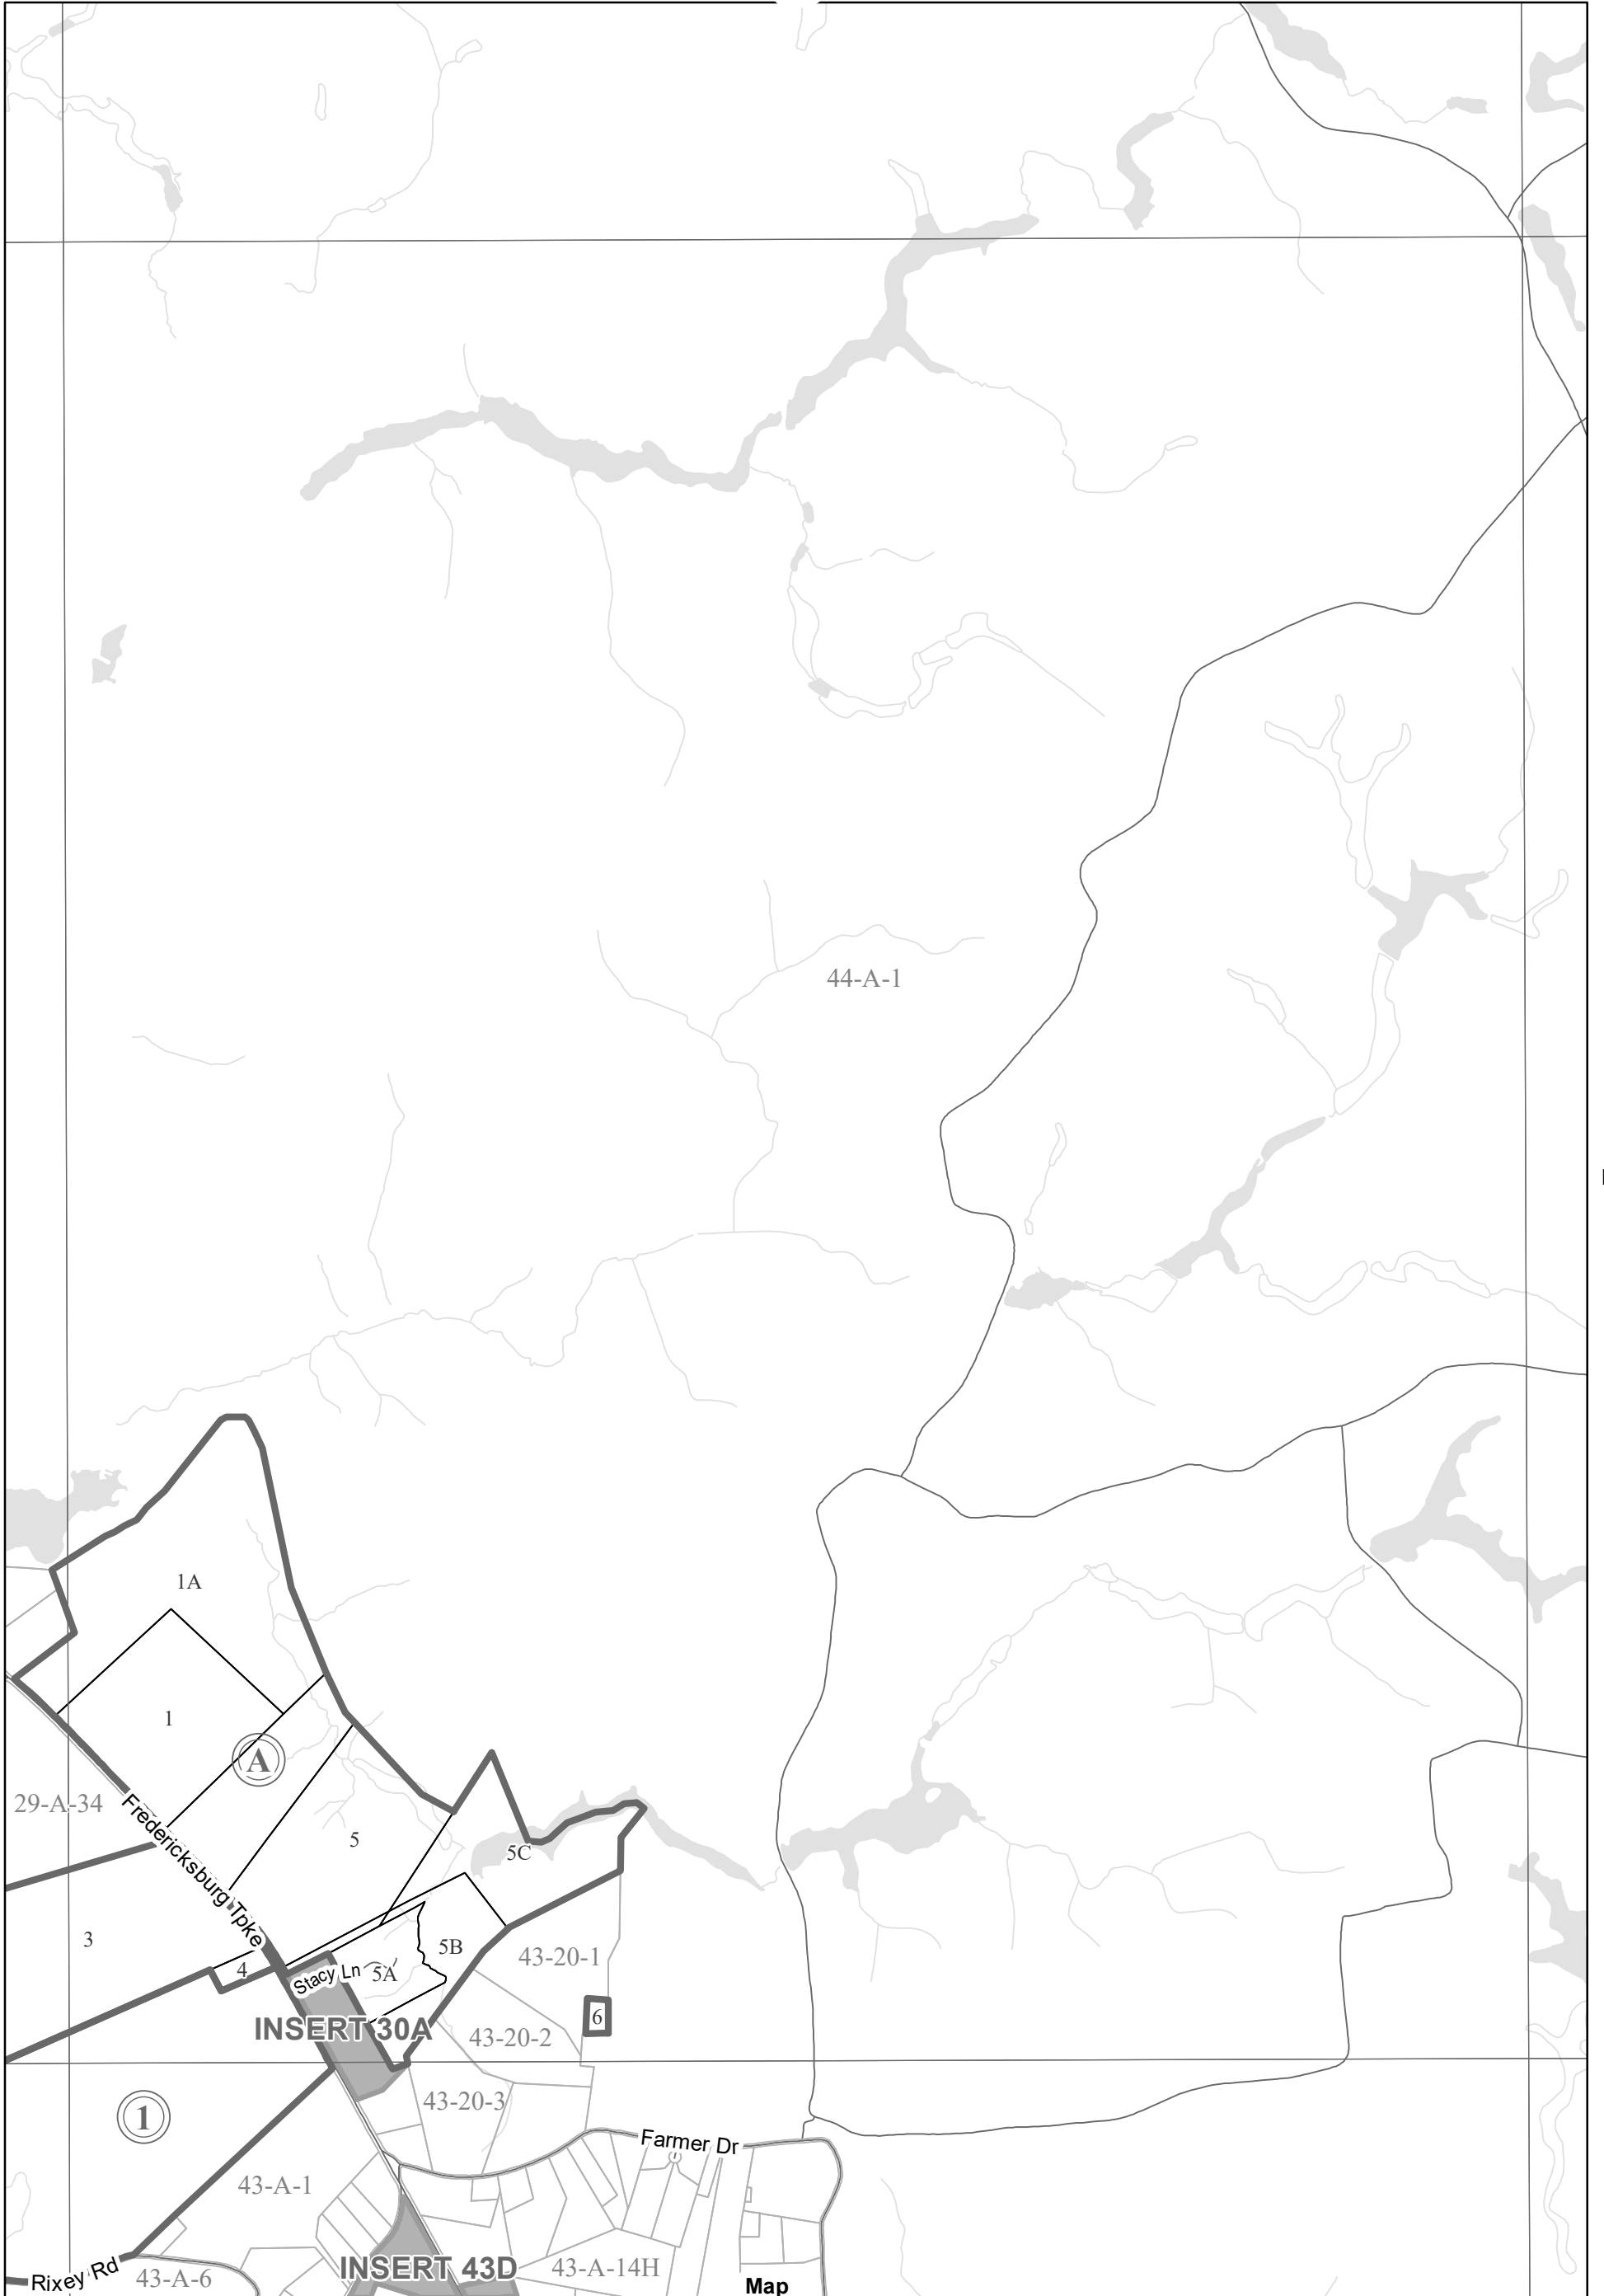 44-A-1
1A
1
A
29-A-34
Fredericksburg Tpke
5
5C
3
5B
43-20-1
4
Stacy Ln
5A
6
INSERT 30A
43-20-2
43-20-3
1
Farmer Dr
43-A-1
INSERT 43D
43-A-14H
Rixey Rd
43-A-6
Map